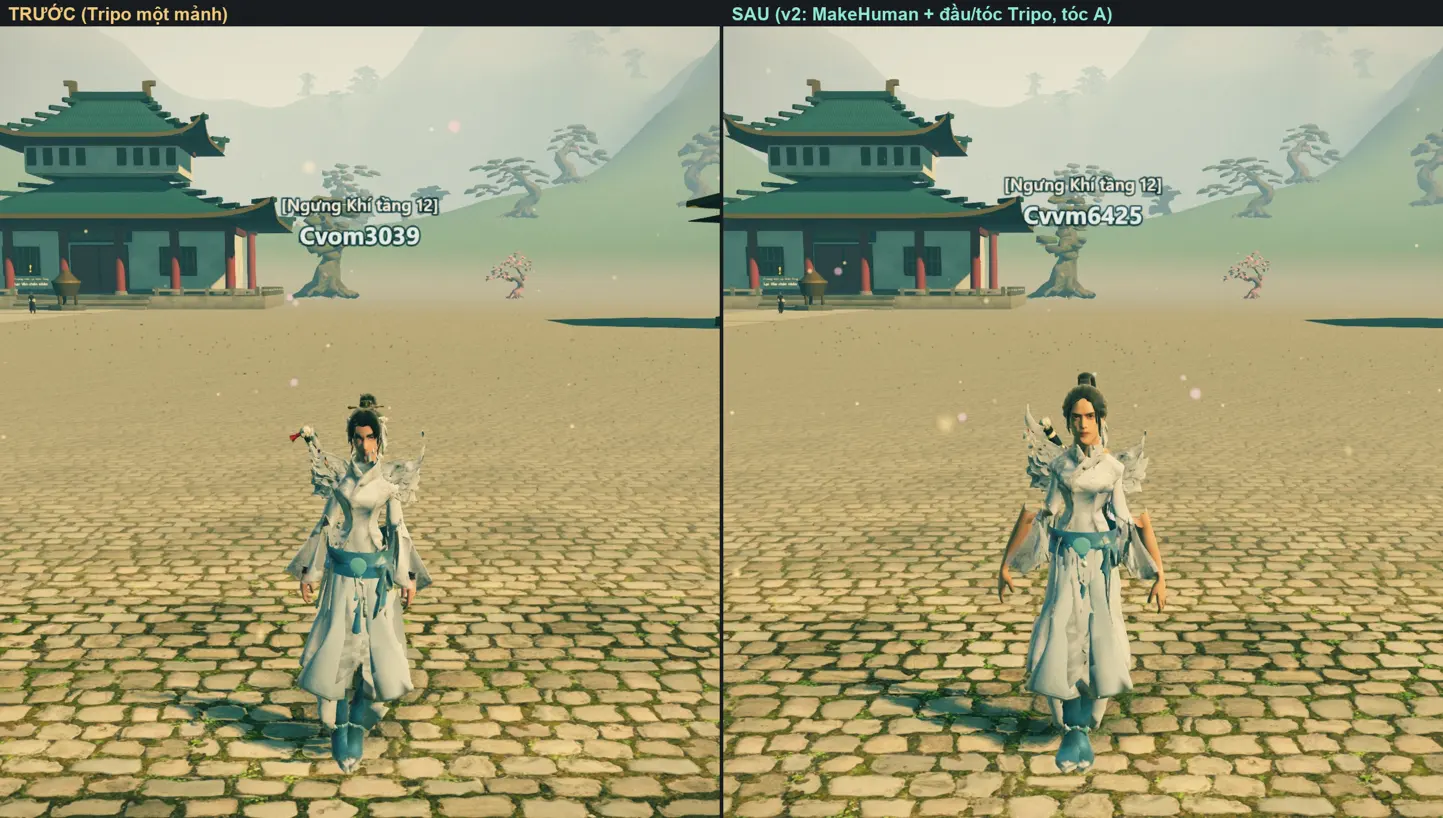 TRƯỚC (Tripo một mảnh)
SAU (v2: MakeHuman + đầu/tóc Tripo, tóc A)
[Ngưng Khí tầng 12]
Cvom3039
[Ngưng Khí tầng 12]
Cvvm6425